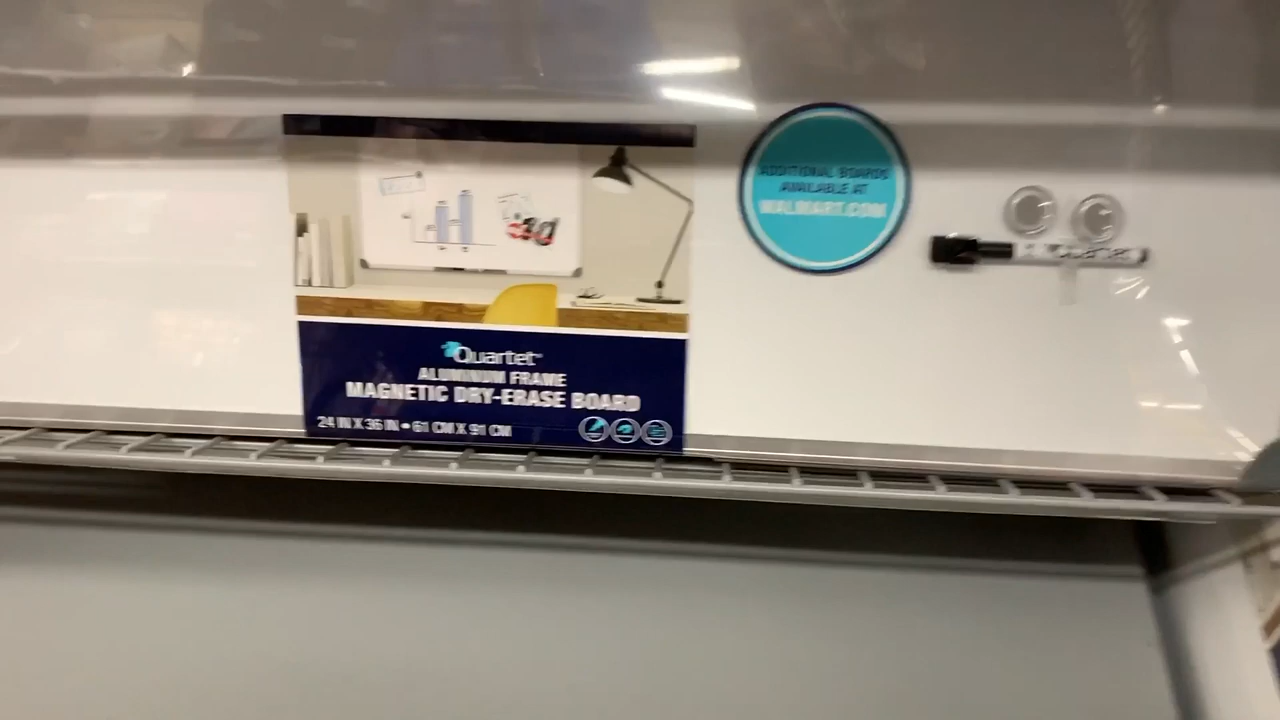 Quartet
ALUMINUM FRAME
MAGNETIC DRY-ERASE BOARD
24 IN X 36 IN • 61 CM X 91 CM
ADDITIONAL BOARDS
AVAILABLE AT
WALMART.COM
Quartet